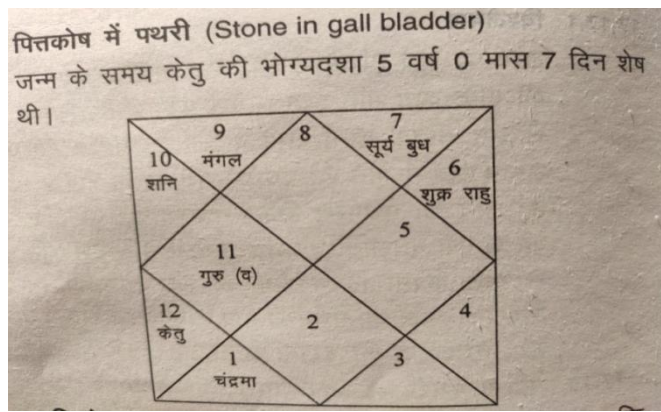 पित्तकोष में पथरी (Stone in gall bladder)
जन्म के समय केतु की भोग्यदशा 5 वर्ष 0 मास 7 दिन शेष
थी।
9
मंगल
8
7
सूर्य बुध
10
शनि
6
शुक्र राहु
5
11
गुरु (व)
12
केतु
2
4
1
चंद्रमा
3